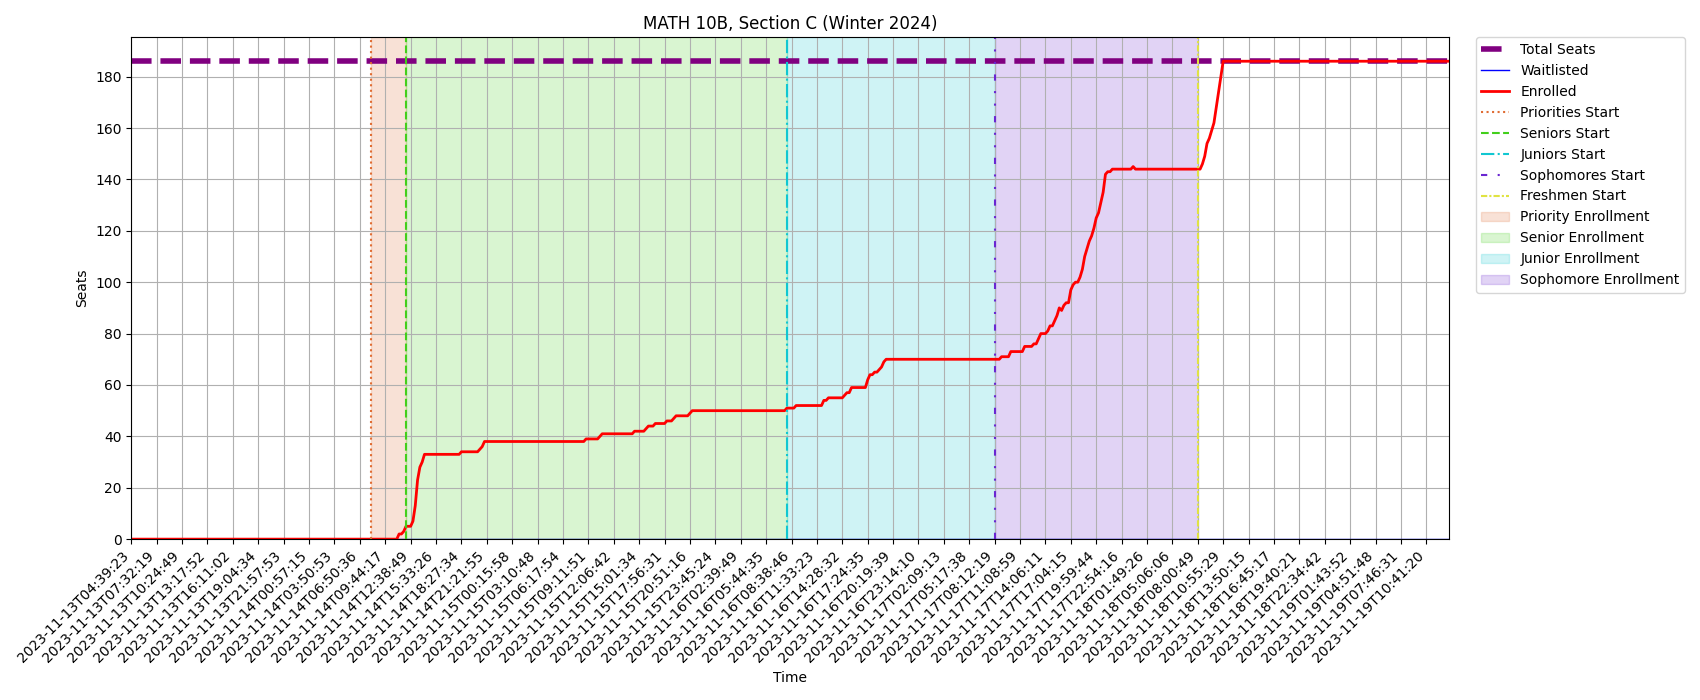 MATH 10B, Section C (Winter 2024)
Total Seats
Waitlisted
Enrolled
Priorities Start
Seniors Start
Juniors Start
Sophomores Start
Freshmen Start
Priority Enrollment
Senior Enrollment
Junior Enrollment
Sophomore Enrollment
Seats
180
160
140
120
100
80
60
40
20
0
2023-11-13T04:39:23
2023-11-13T07:32:19
2023-11-13T10:24:49
2023-11-13T13:17:52
2023-11-13T16:11:02
2023-11-13T19:04:34
2023-11-13T21:57:53
2023-11-14T00:57:15
2023-11-14T03:50:53
2023-11-14T06:50:36
2023-11-14T09:44:17
2023-11-14T12:38:49
2023-11-14T15:33:26
2023-11-14T18:27:34
2023-11-14T21:21:55
2023-11-15T00:15:58
2023-11-15T03:10:48
2023-11-15T06:17:54
2023-11-15T09:11:51
2023-11-15T12:06:42
2023-11-15T15:01:34
2023-11-15T17:56:31
2023-11-15T20:51:16
2023-11-15T23:45:24
2023-11-16T02:39:49
2023-11-16T05:44:35
2023-11-16T08:38:46
2023-11-16T11:33:23
2023-11-16T14:28:32
2023-11-16T17:24:35
2023-11-16T20:19:39
2023-11-16T23:14:10
2023-11-17T02:09:13
2023-11-17T05:17:38
2023-11-17T08:12:19
2023-11-17T11:08:59
2023-11-17T14:06:11
2023-11-17T17:04:15
2023-11-17T19:59:44
2023-11-17T22:54:16
2023-11-18T01:49:26
2023-11-18T05:06:06
2023-11-18T08:00:49
2023-11-18T10:55:29
2023-11-18T13:50:15
2023-11-18T16:45:17
2023-11-18T19:40:21
2023-11-18T22:34:42
2023-11-19T01:43:52
2023-11-19T04:51:48
2023-11-19T07:46:31
2023-11-19T10:41:20
Time